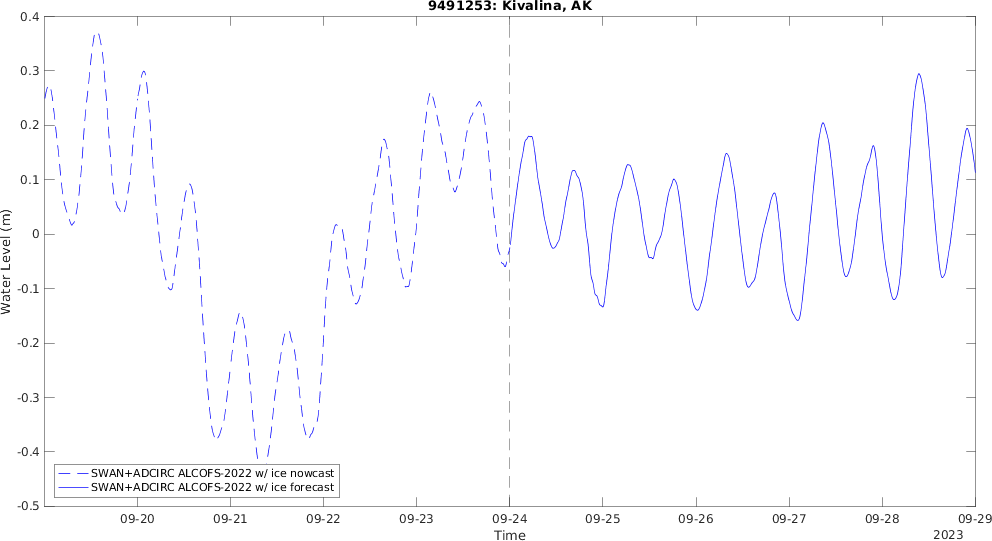 9491253: Kivalina, AK
0.4
0.3
0.2
0.1
0
-0.1
-0.2
-0.3
-0.4
-0.5
Water Level (m)
SWAN+ADCIRC ALCOFS-2022 w/ ice nowcast
SWAN+ADCIRC ALCOFS-2022 w/ ice forecast
09-20 09-21 09-22 09-23 09-24 09-25 09-26 09-27 09-28 09-29
Time
2023